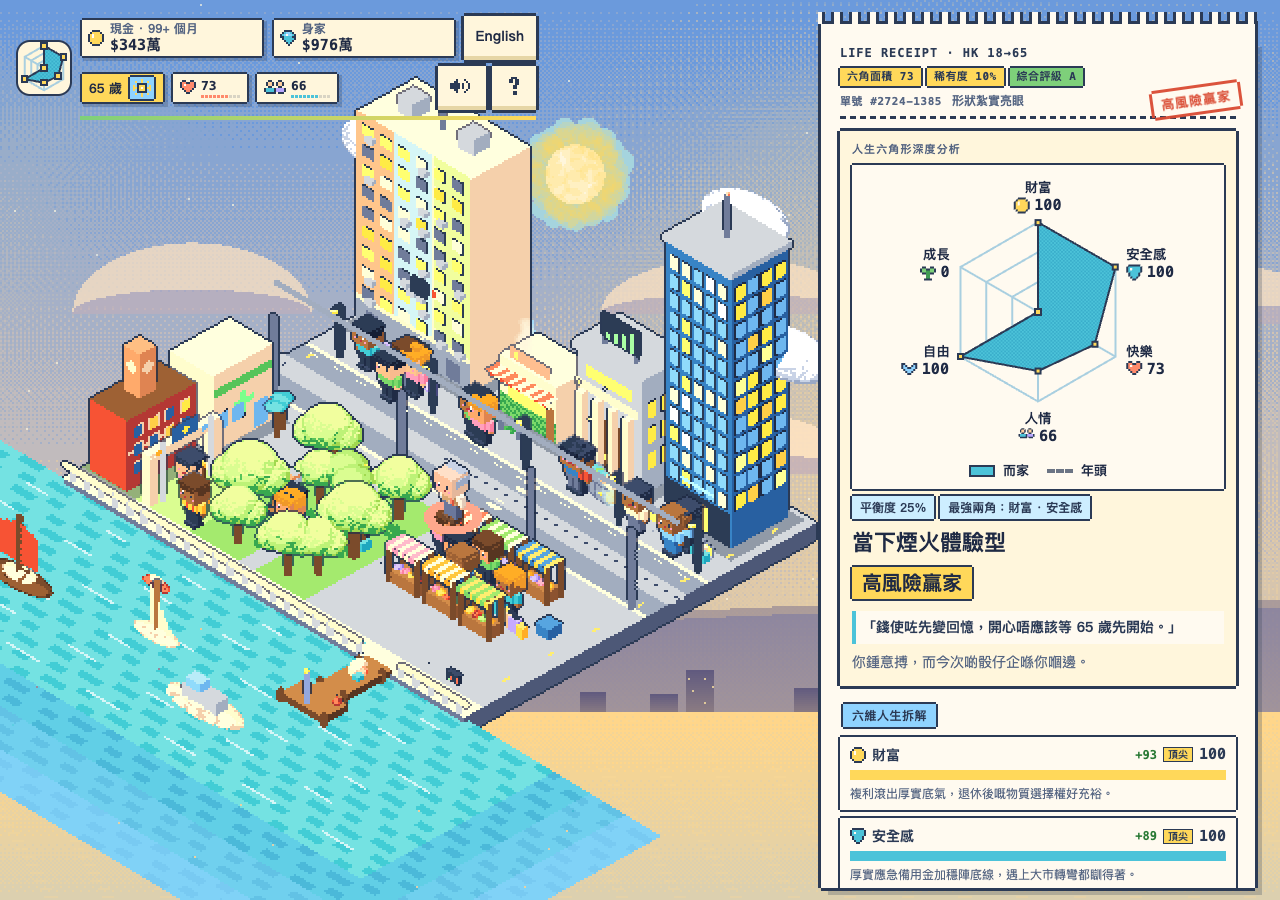 現金 · 99+ 個月
$343萬
身家
$976萬
English
65 歲
73
66
?
LIFE RECEIPT · HK 18→65
六角面積 73
稀有度 10%
綜合評級 A
單號 #2724-1385 形狀紮實亮眼
高風險贏家
人生六角形深度分析
財富
100
成長
0
安全感
100
自由
100
快樂
73
人情
66
而家
年頭
平衡度 25%
最強兩角：財富 · 安全感
當下煙火體驗型
高風險贏家
「錢使咗先變回憶，開心唔應該等 65 歲先開始。」
你鍾意搏，而今次啲骰仔企喺你嗰邊。
六維人生拆解
財富
+93 頂尖 100
複利滾出厚實底氣，退休後嘅物質選擇權好充裕。
安全感
+89 頂尖 100
厚實應急備用金加穩陣底線，遇上大市轉彎都瞓得著。